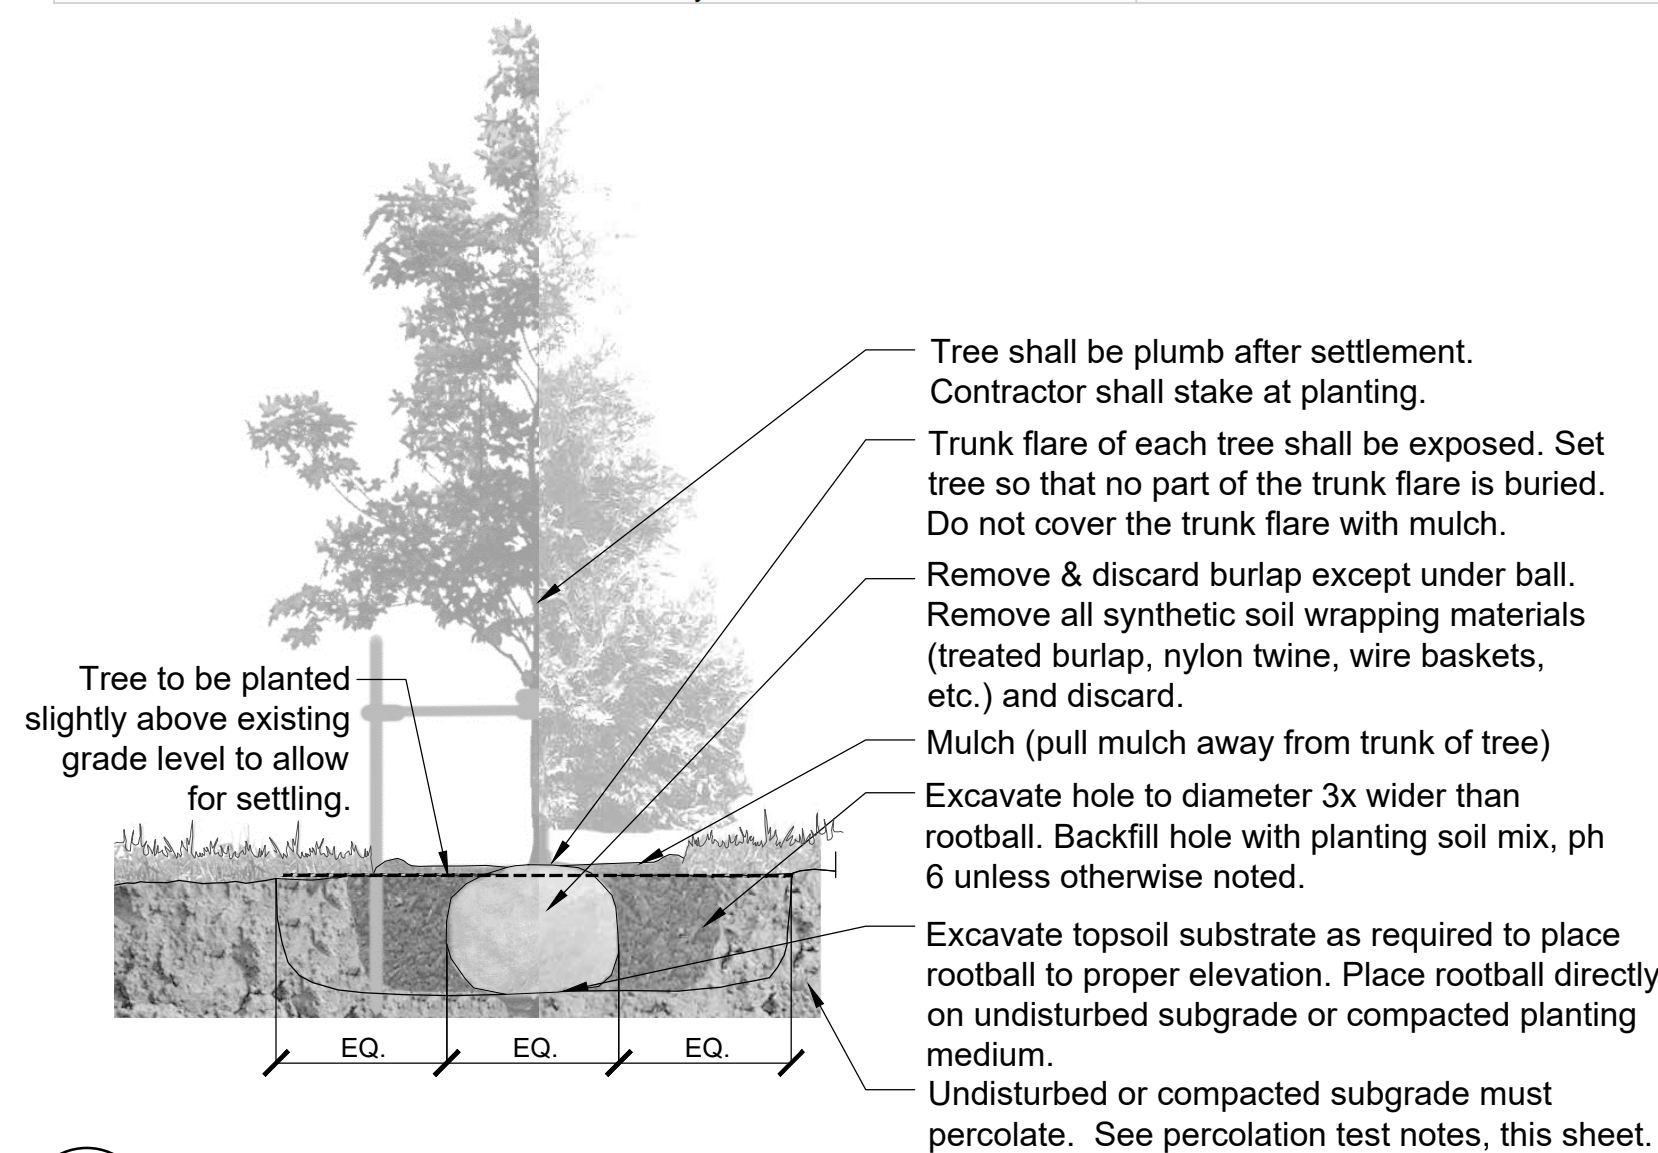 Tree shall be plumb after settlement.
Contractor shall stake at planting.
Trunk flare of each tree shall be exposed. Set
tree so that no part of the trunk flare is buried.
Do not cover the trunk flare with mulch.
Remove & discard burlap except under ball.
Remove all synthetic soil wrapping materials
(treated burlap, nylon twine, wire baskets,
etc.) and discard.
Tree to be planted
slightly above existing
grade level to allow
for settling.
Mulch (pull mulch away from trunk of tree)
Excavate hole to diameter 3x wider than
rootball. Backfill hole with planting soil mix, ph
6 unless otherwise noted.
Excavate topsoil substrate as required to place
rootball to proper elevation. Place rootball directly
on undisturbed subgrade or compacted planting
medium.
EQ. EQ. EQ.
Undisturbed or compacted subgrade must
percolate. See percolation test notes, this sheet.